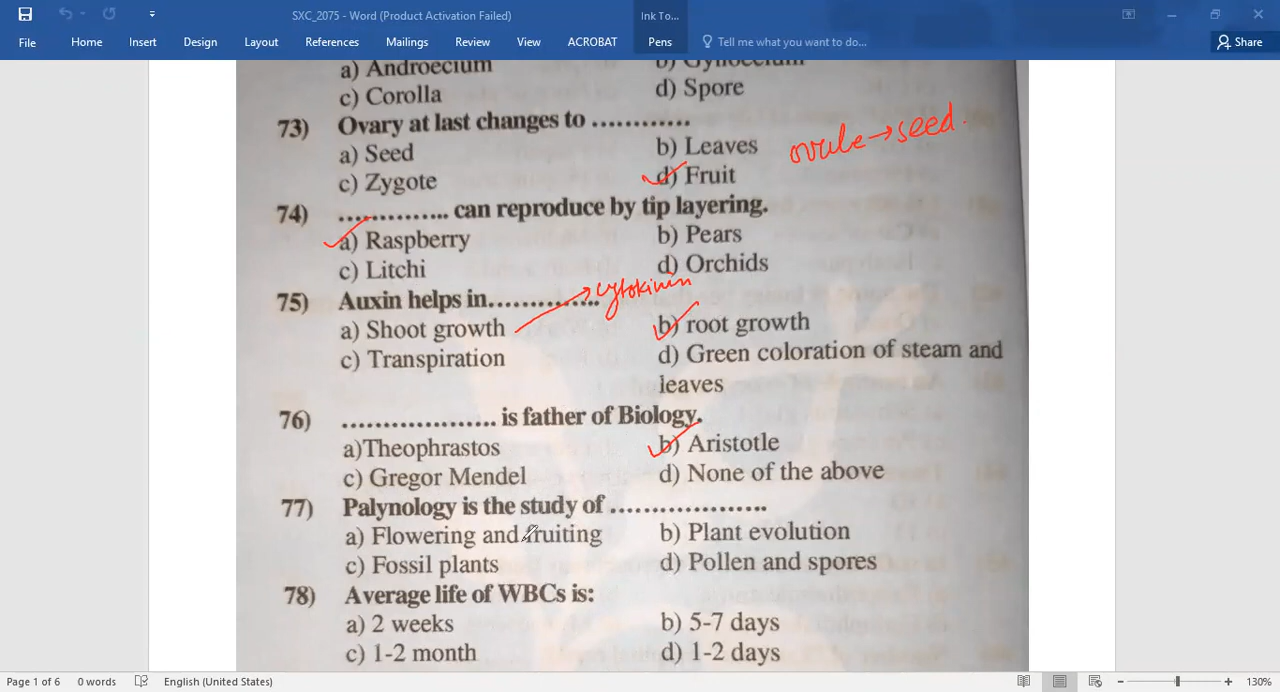 SXC_2075 - Word (Product Activation Failed)
Ink To...
File Home Insert Design Layout References Mailings Review View ACROBAT Pens Tell me what you want to do... Share
a) Androecium b) Gynoecium
c) Corolla d) Spore
73) Ovary at last changes to ............
a) Seed b) Leaves
ovule → seed.
c) Zygote d) Fruit
74) .............. can reproduce by tip layering.
a) Raspberry b) Pears
c) Litchi d) Orchids
75) Auxin helps in..............
cytokinin
a) Shoot growth b) root growth
c) Transpiration d) Green coloration of steam and
leaves
76) .................... is father of Biology.
a)Theophrastos b) Aristotle
c) Gregor Mendel d) None of the above
77) Palynology is the study of ....................
a) Flowering and fruiting b) Plant evolution
c) Fossil plants d) Pollen and spores
78) Average life of WBCs is:
a) 2 weeks b) 5-7 days
c) 1-2 month d) 1-2 days
Page 1 of 6 0 words English (United States) 130%